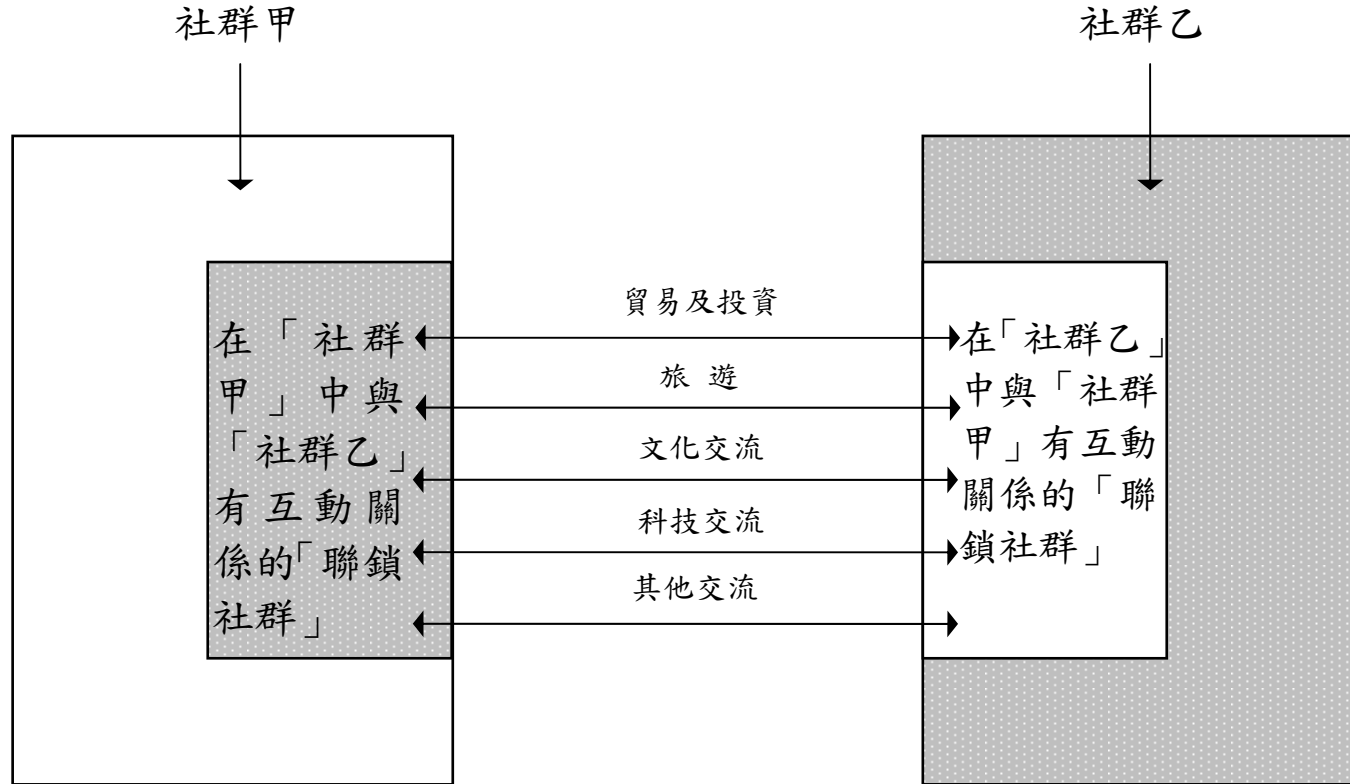 社群甲
社群乙
在「社群
甲」中與
「社群乙」
有互動關
係的「聯鎖
社群」
貿易及投資
旅 遊
文化交流
科技交流
其他交流
在「社群乙」
中與「社群
甲」有互動
關係的「聯
鎖社群」